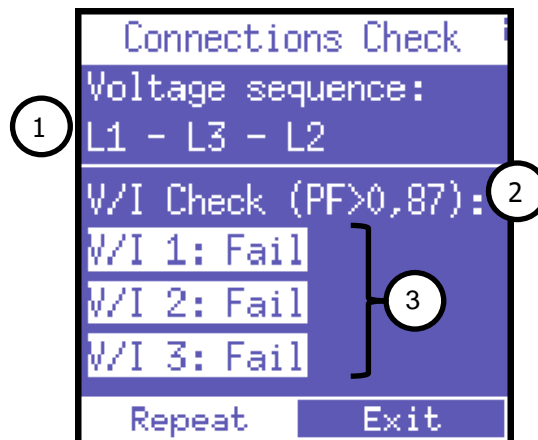 Connections Check
Voltage sequence:
1
L1 - L3 - L2
V/I Check (PF>0,87):
2
V/I 1: Fail
V/I 2: Fail
3
V/I 3: Fail
Repeat Exit